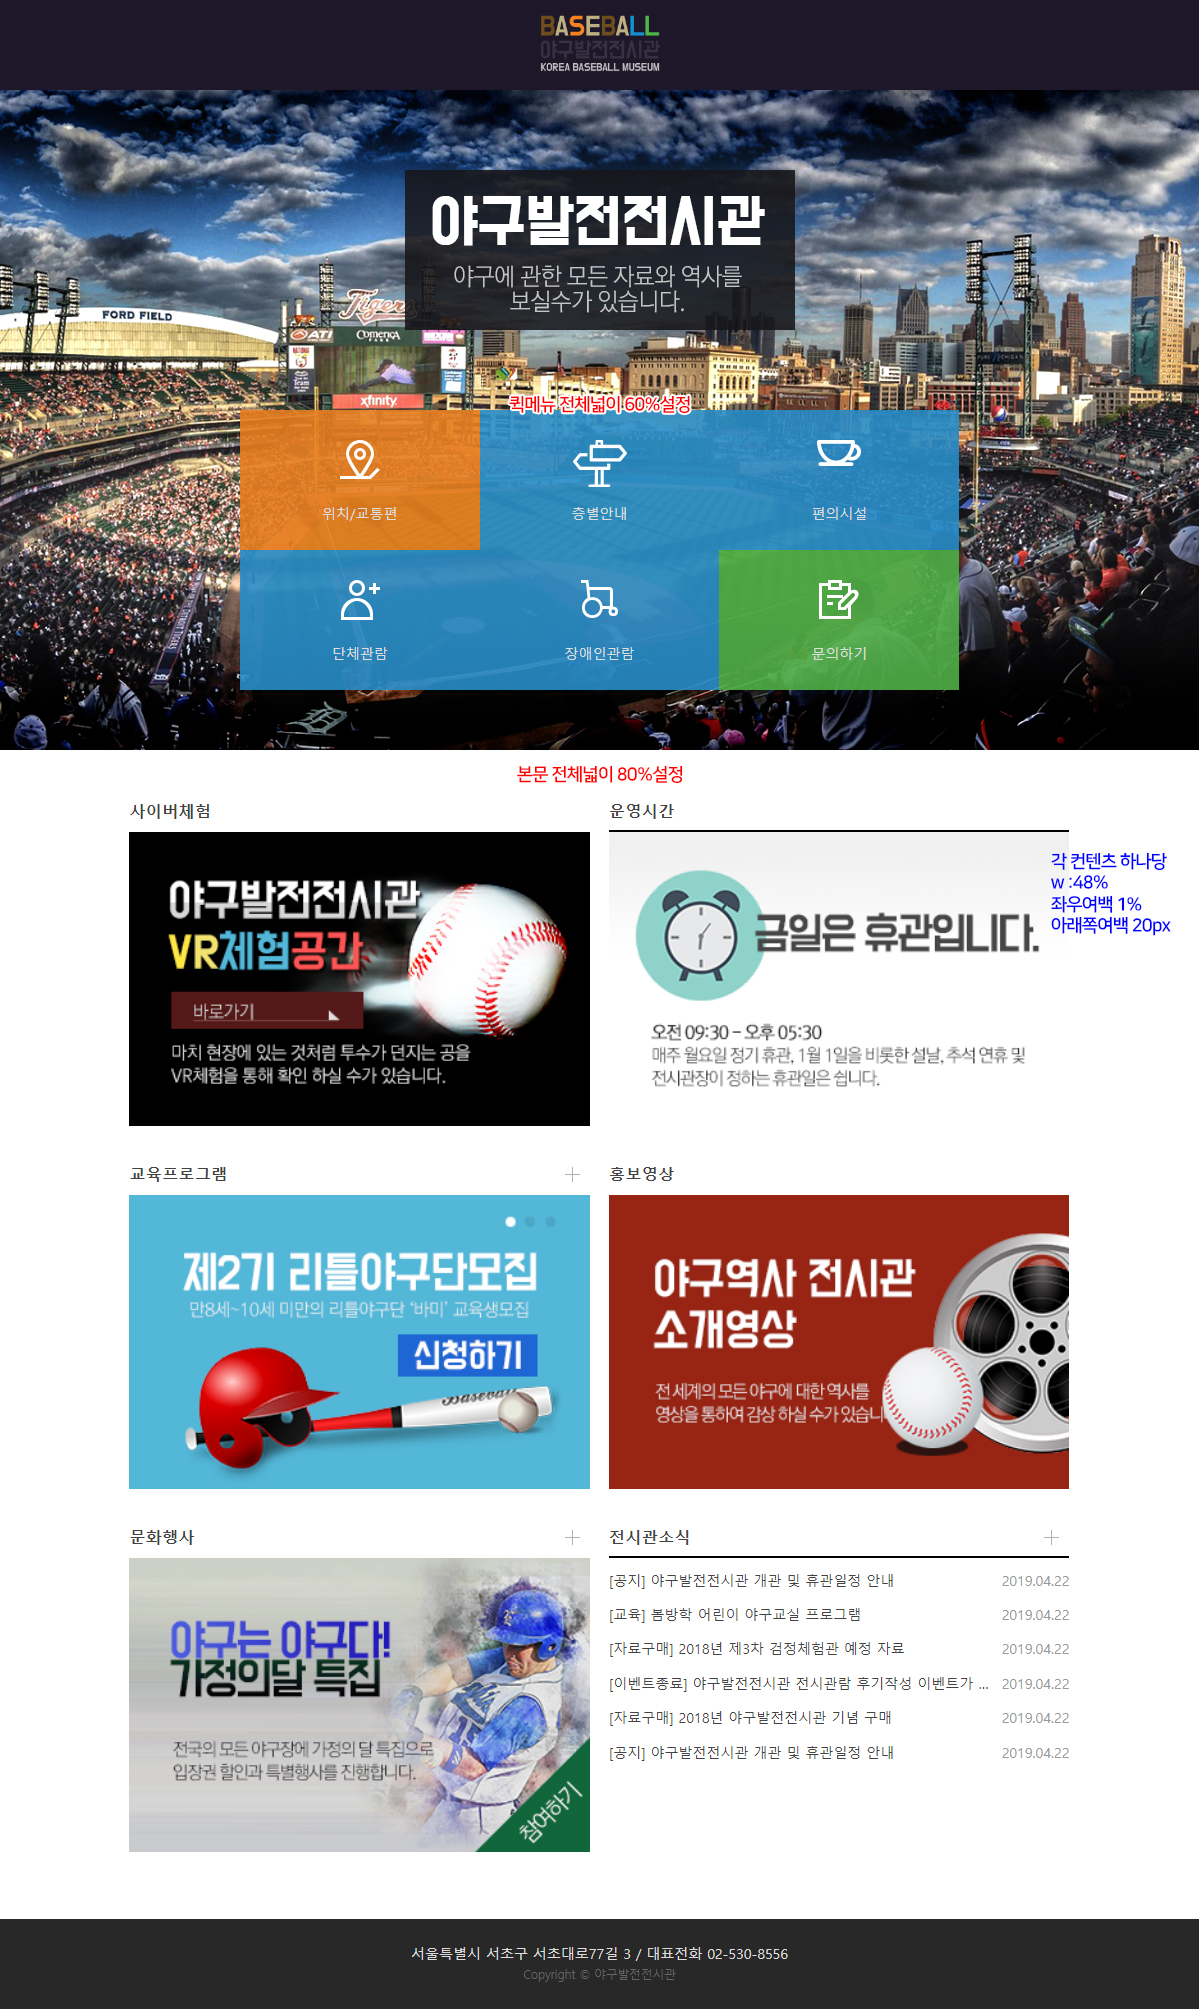 BASEBALL
야구발전전시관
KOREA BASEBALL MUSEUM
야구발전전시관
야구에 관한 모든 자료와 역사를
보실수가 있습니다.
Tigers
FORD FIELD
ATI
COMERICA
PARK
xfinity
퀵메뉴 전체넓이 60%설정
위치/교통편
층별안내
편의시설
단체관람
장애인관람
문의하기
본문 전체넓이 80%설정
사이버체험
운영시간
야구발전전시관
VR체험공간
바로가기
마치 현장에 있는 것처럼 투수가 던지는 공을
VR체험을 통해 확인 하실 수가 있습니다.
금일은 휴관입니다.
오전 09:30 - 오후 05:30
매주 월요일 정기 휴관, 1월 1일을 비롯한 설날, 추석 연휴 및
전시관장이 정하는 휴관일은 쉽니다.
각 컨텐츠 하나당
w :48%
좌우여백 1%
아래쪽여백 20px
교육프로그램
홍보영상
제2기 리틀야구단모집
만8세~10세 미만의 리틀야구단 ‘바미’ 교육생모집
신청하기
Baseball
야구역사 전시관
소개영상
전 세계의 모든 야구에 대한 역사를
영상을 통하여 감상 하실 수가 있습니
문화행사
전시관소식
야구는 야구다!
가정의달 특집
전국의 모든 야구장에 가정의 달 특집으로
입장권 할인과 특별행사를 진행합니다.
참여하기
[공지] 야구발전전시관 개관 및 휴관일정 안내 2019.04.22
[교육] 봄방학 어린이 야구교실 프로그램 2019.04.22
[자료구매] 2018년 제3차 검정체험관 예정 자료 2019.04.22
[이벤트종료] 야구발전전시관 전시관람 후기작성 이벤트가 ... 2019.04.22
[자료구매] 2018년 야구발전전시관 기념 구매 2019.04.22
[공지] 야구발전전시관 개관 및 휴관일정 안내 2019.04.22
서울특별시 서초구 서초대로77길 3 / 대표전화 02-530-8556
Copyright © 야구발전전시관